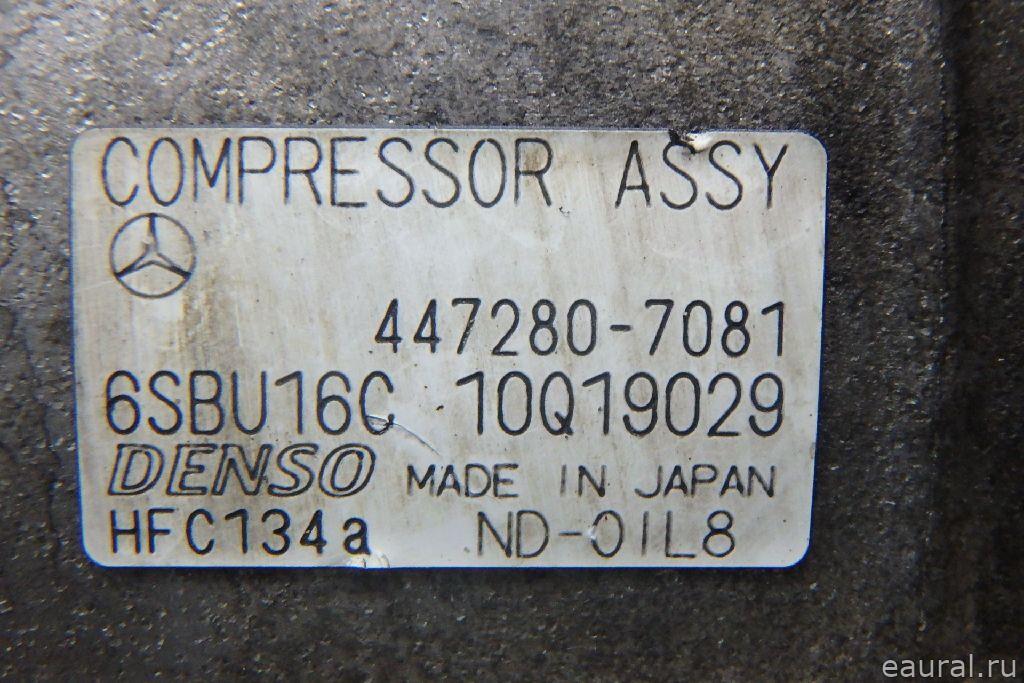 COMPRESSOR ASSY
447280-7081
6SBU16C 10Q19029
DENSO MADE IN JAPAN
HFC134a ND-OIL8
eaural.ru